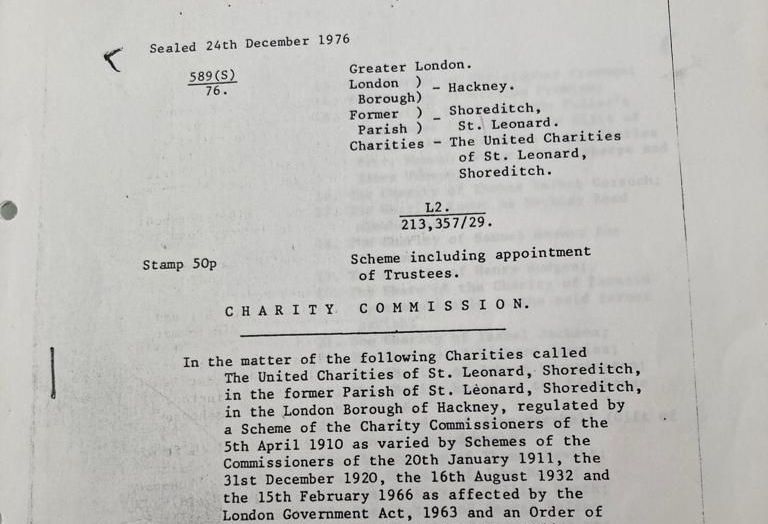 Sealed 24th December 1976
589(S)
76.
Greater London.
London )
Borough) - Hackney.
Former )
Parish ) - Shoreditch,
St. Leonard.
Charities - The United Charities
of St. Leonard,
Shoreditch.
L2.
213,357/29.
Stamp 50p
Scheme including appointment
of Trustees.
CHARITY COMMISSION.
In the matter of the following Charities called
The United Charities of St. Leonard, Shoreditch,
in the former Parish of St. Leonard, Shoreditch,
in the London Borough of Hackney, regulated by
a Scheme of the Charity Commissioners of the
5th April 1910 as varied by Schemes of the
Commissioners of the 20th January 1911, the
31st December 1920, the 16th August 1932 and
the 15th February 1966 as affected by the
London Government Act, 1963 and an Order of